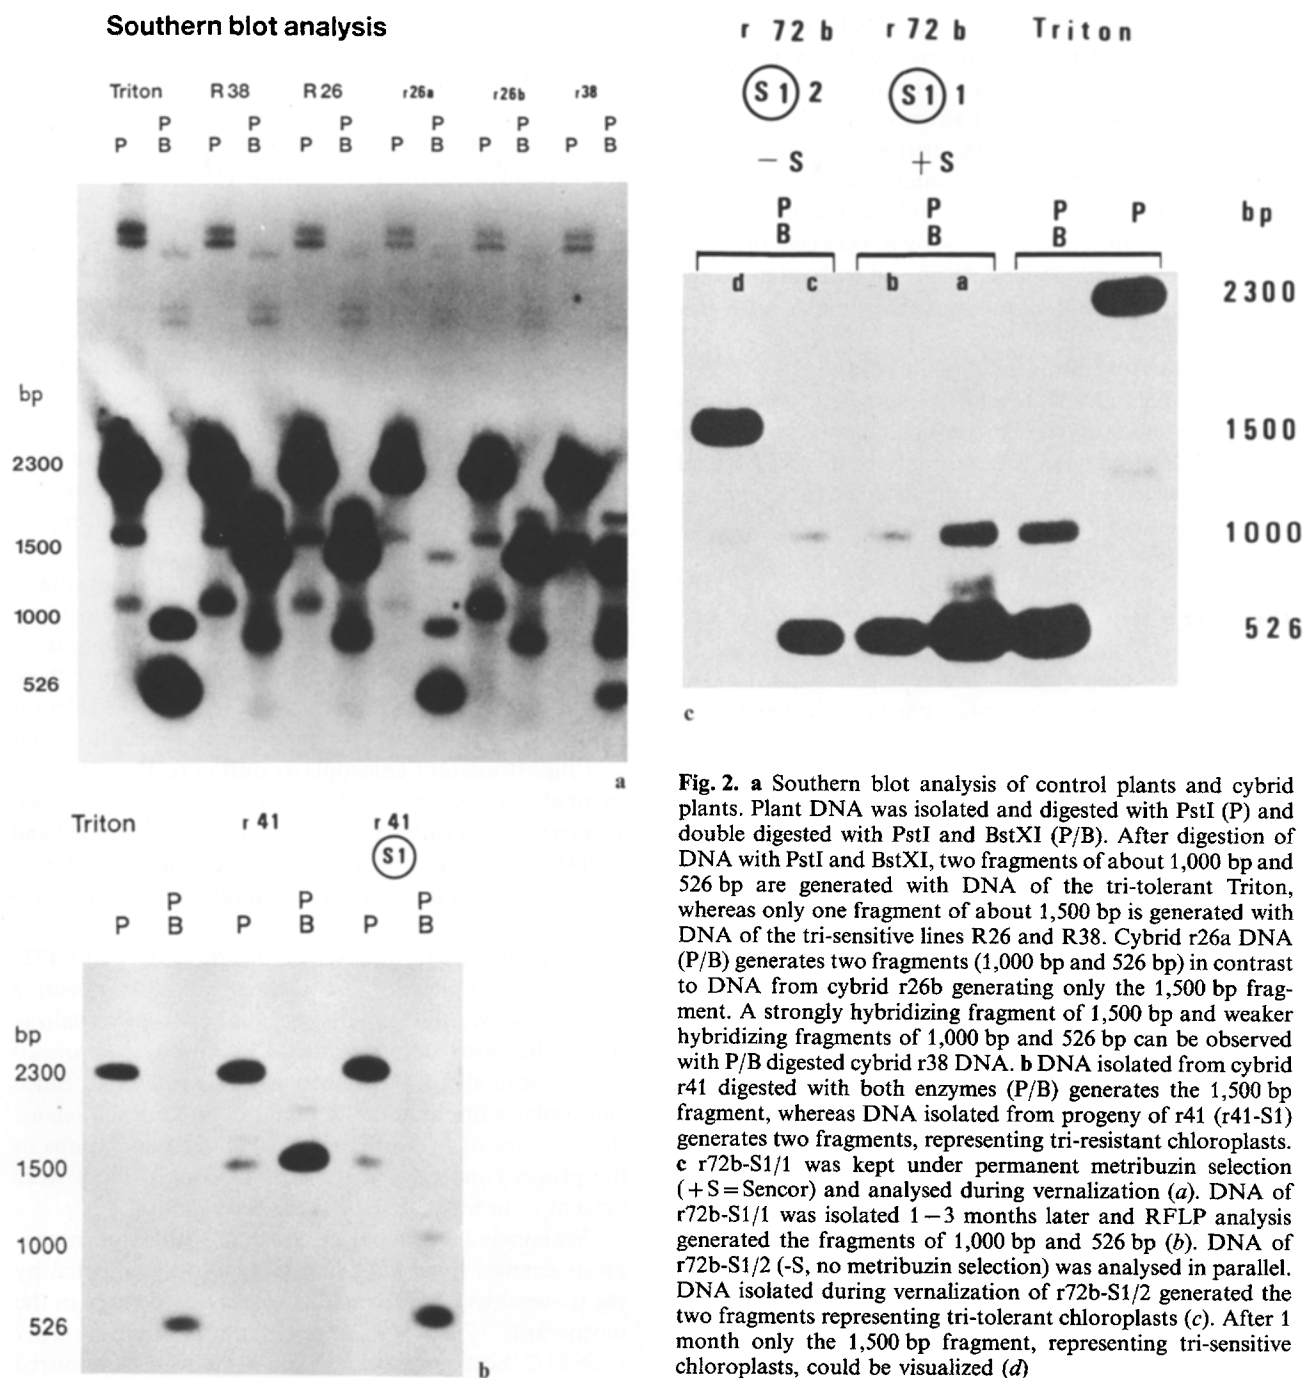 Southern blot analysis
Triton R38 R26 r26a r26b r38
P P P P P P
P B P B P B P B P B P B
bp
2300
1500
1000
526
a
Triton r 41 r 41
S1
P P P
P B P B P B
bp
2300
1500
1000
526
b
r 72 b r 72 b Triton
S1 2 S1 1
– S + S
P P P P bp
B B B
d c b a
2300
1500
1000
526
c
Fig. 2. a Southern blot analysis of control plants and cybrid
plants. Plant DNA was isolated and digested with PstI (P) and
double digested with PstI and BstXI (P/B). After digestion of
DNA with PstI and BstXI, two fragments of about 1,000 bp and
526 bp are generated with DNA of the tri-tolerant Triton,
whereas only one fragment of about 1,500 bp is generated with
DNA of the tri-sensitive lines R26 and R38. Cybrid r26a DNA
(P/B) generates two fragments (1,000 bp and 526 bp) in contrast
to DNA from cybrid r26b generating only the 1,500 bp frag-
ment. A strongly hybridizing fragment of 1,500 bp and weaker
hybridizing fragments of 1,000 bp and 526 bp can be observed
with P/B digested cybrid r38 DNA. b DNA isolated from cybrid
r41 digested with both enzymes (P/B) generates the 1,500 bp
fragment, whereas DNA isolated from progeny of r41 (r41-S1)
generates two fragments, representing tri-resistant chloroplasts.
c r72b-S1/1 was kept under permanent metribuzin selection
(+S=Sencor) and analysed during vernalization (a). DNA of
r72b-S1/1 was isolated 1–3 months later and RFLP analysis
generated the fragments of 1,000 bp and 526 bp (b). DNA of
r72b-S1/2 (-S, no metribuzin selection) was analysed in parallel.
DNA isolated during vernalization of r72b-S1/2 generated the
two fragments representing tri-tolerant chloroplasts (c). After 1
month only the 1,500 bp fragment, representing tri-sensitive
chloroplasts, could be visualized (d)